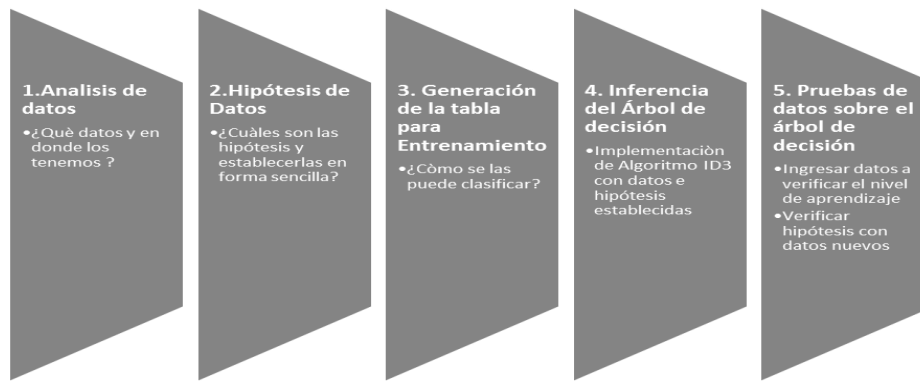 1.Analisis de
datos
•¿Què datos y en
donde los
tenemos ?
2.Hipótesis de
Datos
•¿Cuàles son las
hipótesis y
establecerlas en
forma sencilla?
3. Generación
de la tabla
para
Entrenamiento
•¿Còmo se las
puede clasificar?
4. Inferencia
del Árbol de
decisión
•Implementaciòn
de Algoritmo ID3
con datos e
hipótesis
establecidas
5. Pruebas de
datos sobre el
árbol de
decisión
•Ingresar datos a
verificar el nivel
de aprendizaje
•Verificar
hipótesis con
datos nuevos